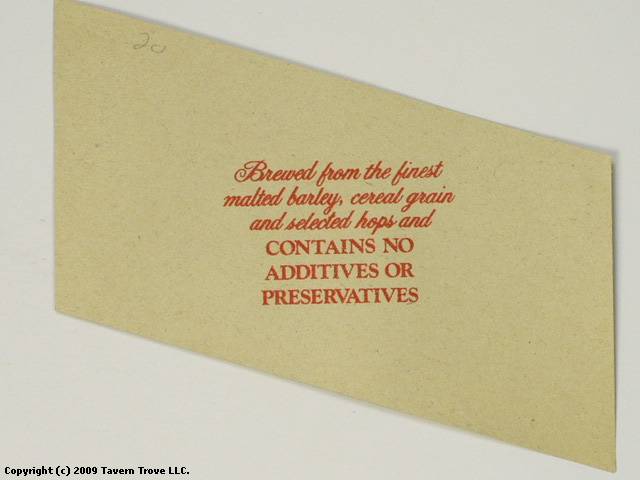 20
Brewed from the finest
malted barley, cereal grain
and selected hops and
CONTAINS NO
ADDITIVES OR
PRESERVATIVES
Copyright (c) 2009 Tavern Trove LLC.